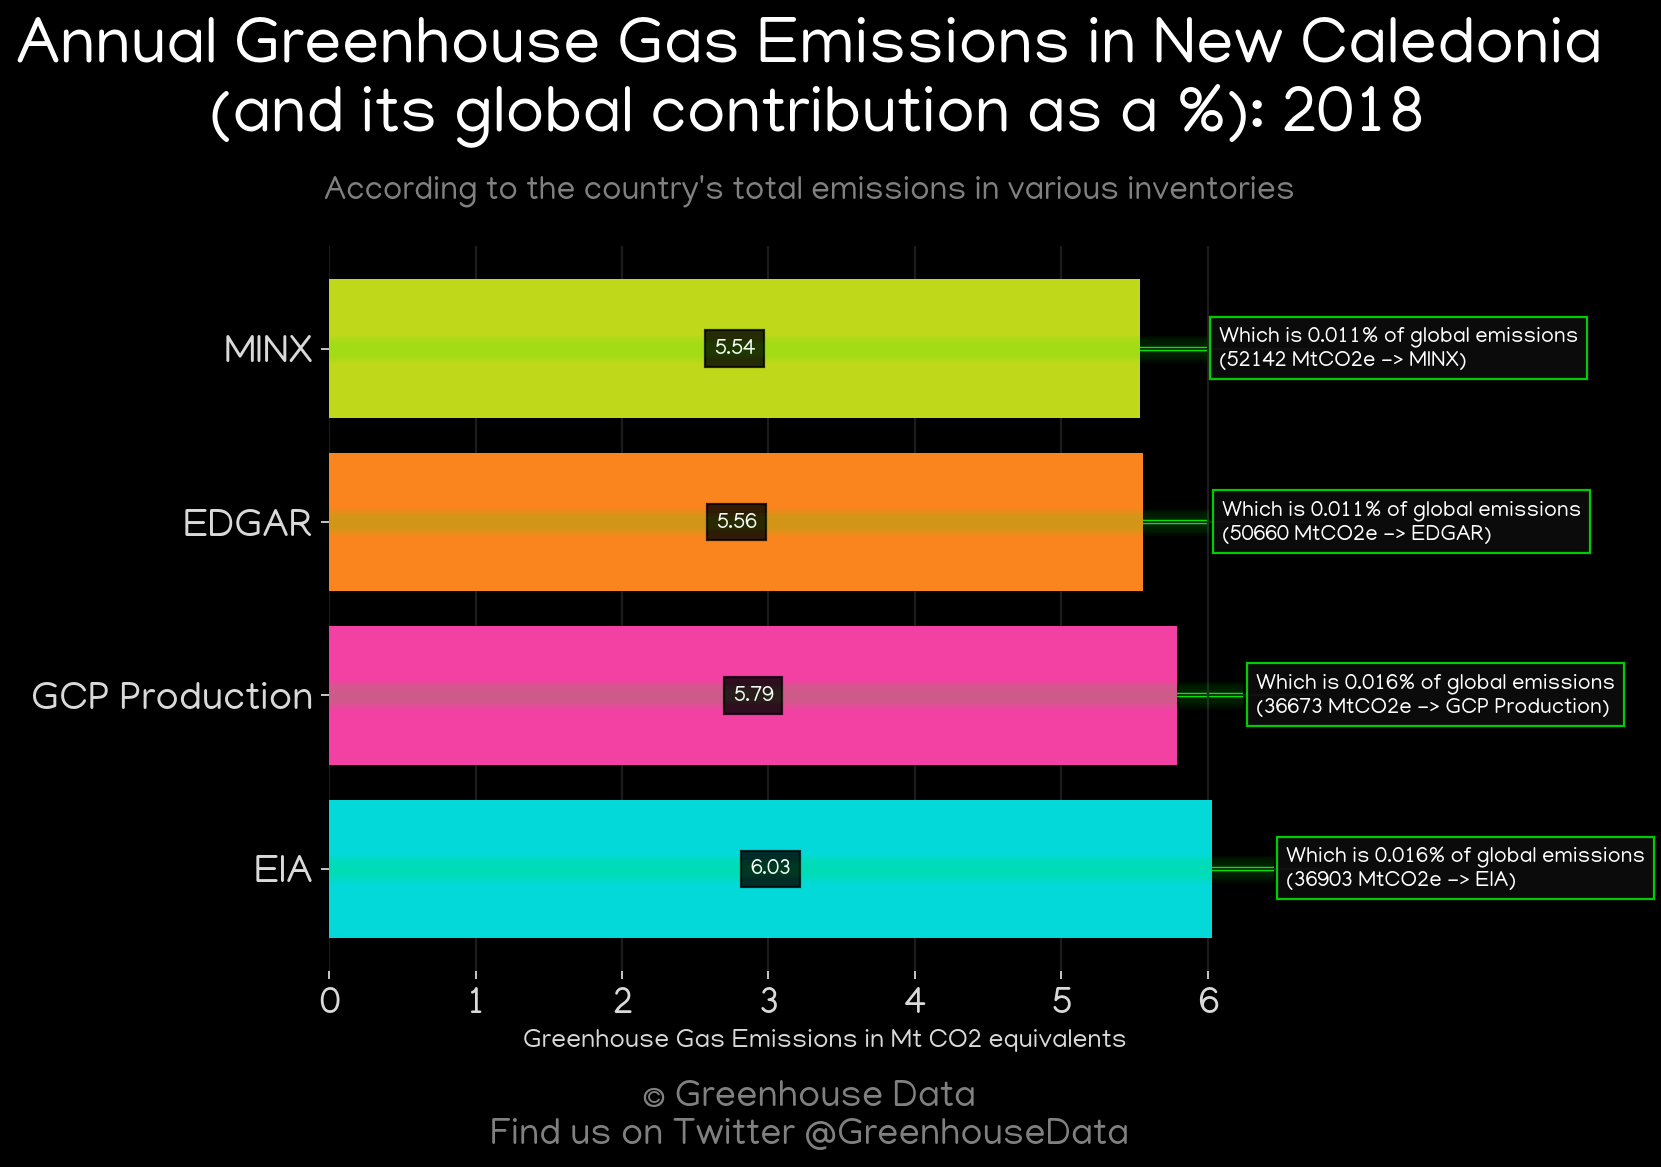 Annual Greenhouse Gas Emissions in New Caledonia
(and its global contribution as a %): 2018
According to the country's total emissions in various inventories
MINX
5.54
Which is 0.011% of global emissions
(52142 MtCO2e -> MINX)
EDGAR
5.56
Which is 0.011% of global emissions
(50660 MtCO2e -> EDGAR)
GCP Production
5.79
Which is 0.016% of global emissions
(36673 MtCO2e -> GCP Production)
EIA
6.03
Which is 0.016% of global emissions
(36903 MtCO2e -> EIA)
0 1 2 3 4 5 6
Greenhouse Gas Emissions in Mt CO2 equivalents
© Greenhouse Data
Find us on Twitter @GreenhouseData